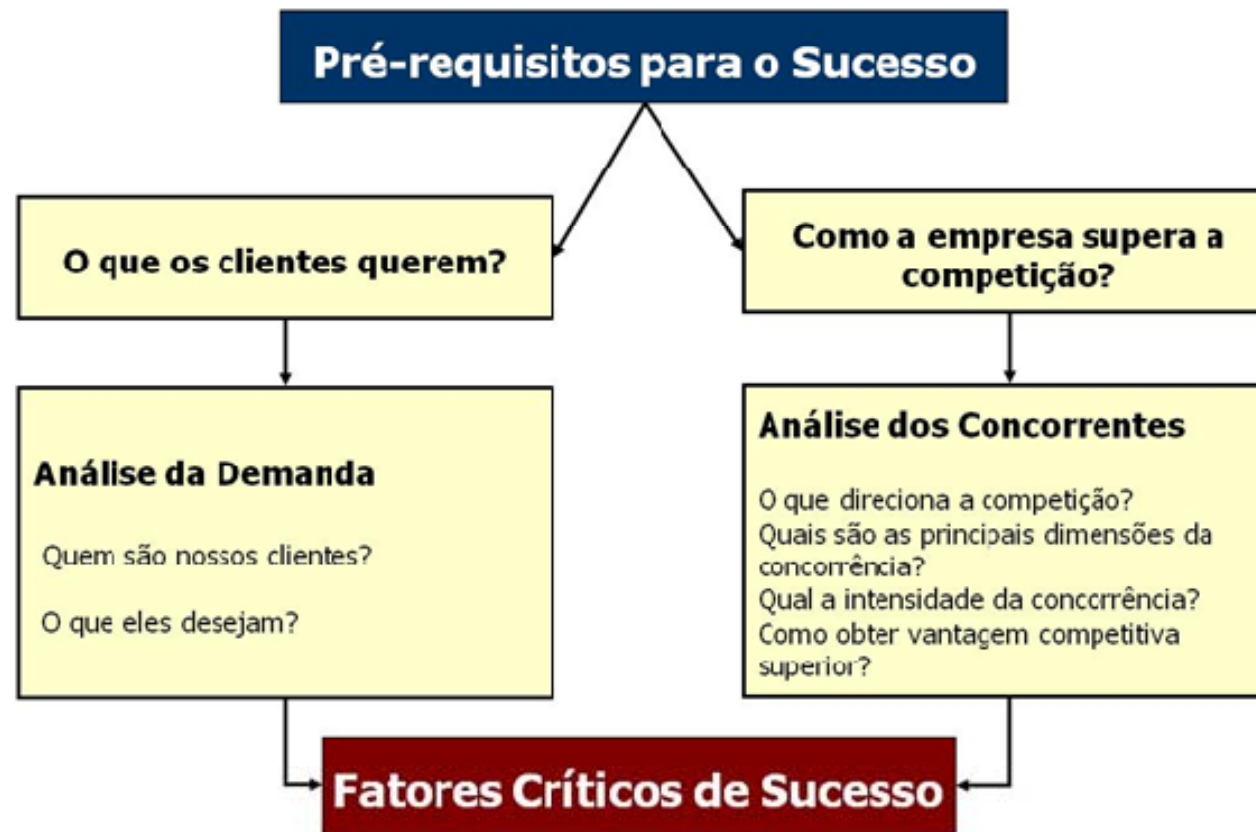 Pré-requisitos para o Sucesso
O que os clientes querem?
Como a empresa supera a
competição?
Análise da Demanda
Quem são nossos clientes?
O que eles desejam?
Análise dos Concorrentes
O que direciona a competição?
Quais são as principais dimensões da
concorrência?
Qual a intensidade da concorrência?
Como obter vantagem competitiva
superior?
Fatores Críticos de Sucesso